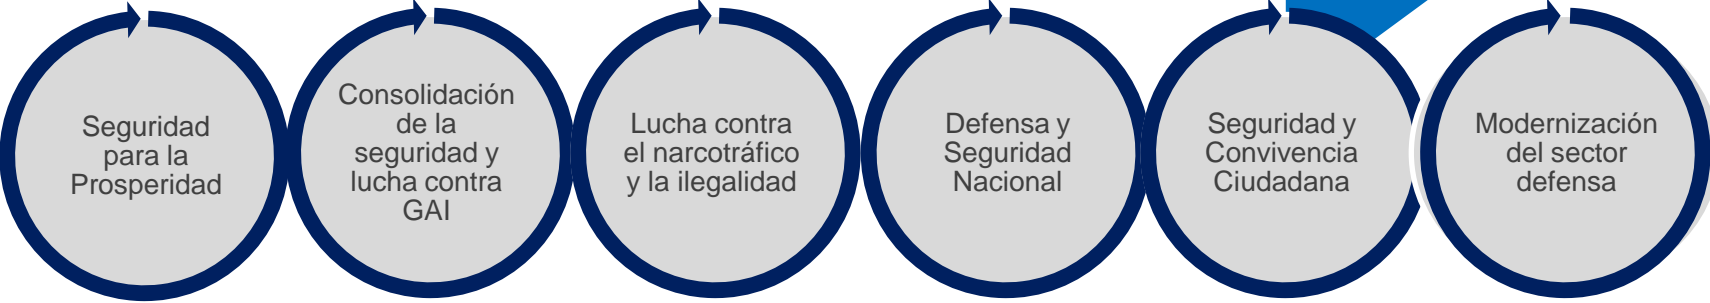 Seguridad
para la
Prosperidad
Consolidación
de la
seguridad y
lucha contra
GAI
Lucha contra
el narcotráfico
y la ilegalidad
Defensa y
Seguridad
Nacional
Seguridad y
Convivencia
Ciudadana
Modernización
del sector
defensa